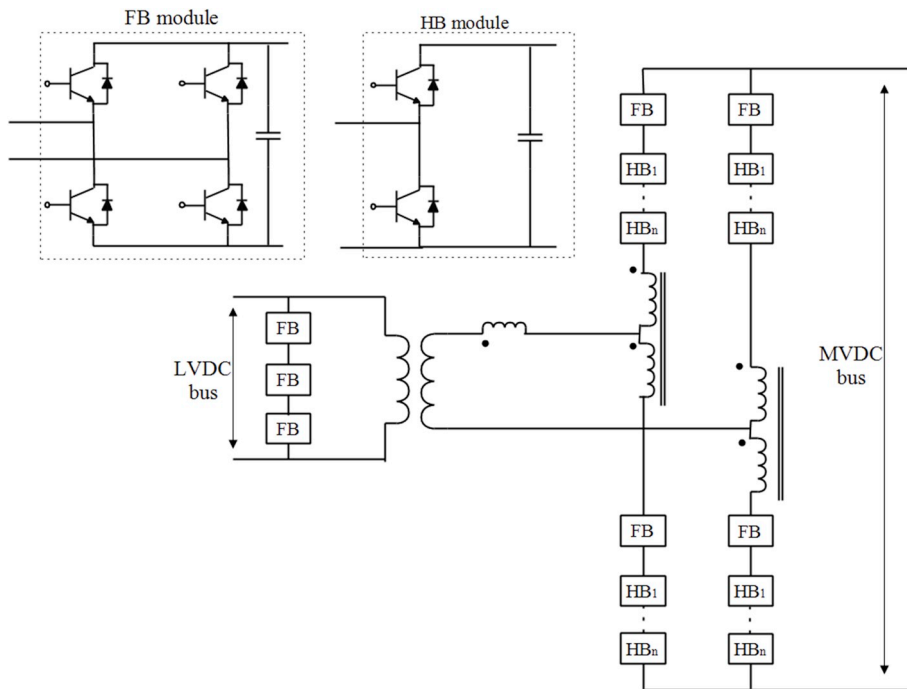 FB module
HB module
FB
FB
HB1
HB1
HBn
HBn
LVDC
bus
FB
FB
FB
MVDC
bus
FB
FB
HB1
HB1
HBn
HBn